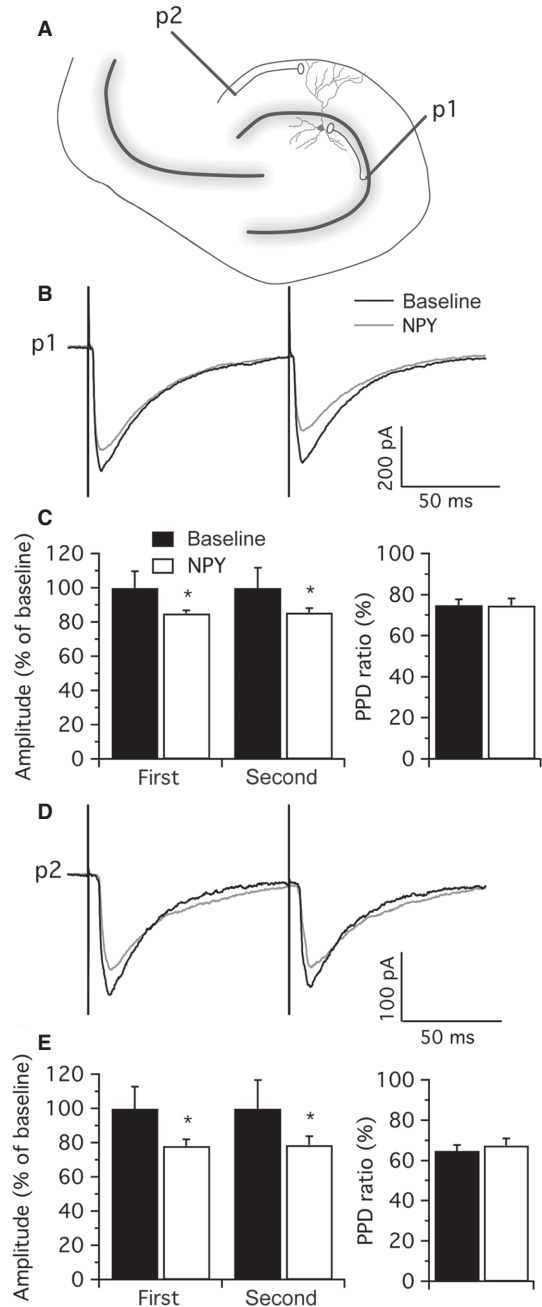 A
p2
p1
B
p1
Baseline
NPY
200 pA
50 ms
C
Baseline
NPY
Amplitude (% of baseline)
120
100
80
60
40
20
0
* *
First Second
PPD ratio (%)
100
80
60
40
20
0
D
p2
100 pA
50 ms
E
Amplitude (% of baseline)
120
100
80
60
40
20
0
* *
First Second
PPD ratio (%)
100
80
60
40
20
0